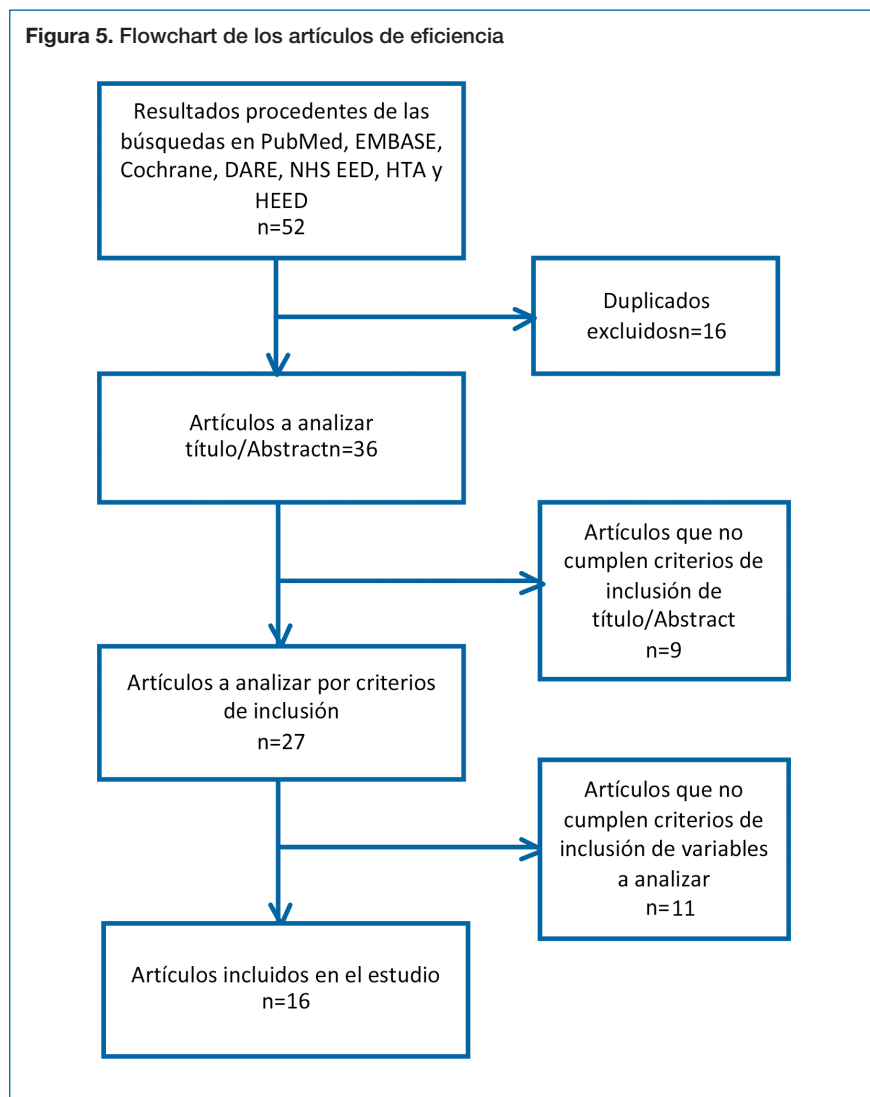 Figura 5. Flowchart de los artículos de eficiencia
Resultados procedentes de las
búsquedas en PubMed, EMBASE,
Cochrane, DARE, NHS EED, HTA y
HEED
n=52
Duplicados
excluidosn=16
Artículos a analizar
título/Abstractn=36
Artículos que no
cumplen criterios de
inclusión de
título/Abstract
n=9
Artículos a analizar por criterios
de inclusión
n=27
Artículos que no
cumplen criterios de
inclusión de variables
a analizar
n=11
Artículos incluidos en el estudio
n=16